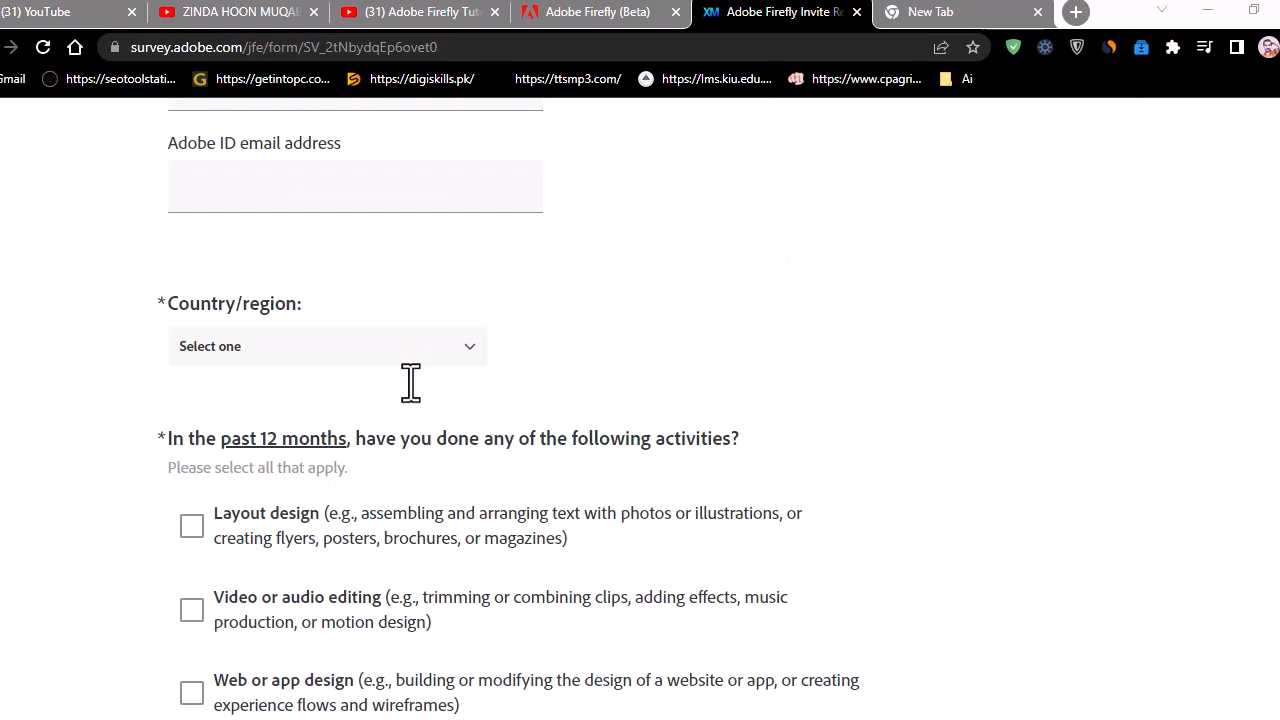 (31) YouTube
ZINDA HOON MUQAB
(31) Adobe Firefly Tut
Adobe Firefly (Beta)
XM
Adobe Firefly Invite Re
New Tab
survey.adobe.com/jfe/form/SV_2tNbydqEp6ovet0
Gmail
https://seotoolstati...
G
https://getintopc.co...
https://digiskills.pk/
https://ttsmp3.com/
https://lms.kiu.edu....
https://www.cpagri...
Ai
Adobe ID email address
*Country/region:
Select one
*In the past 12 months, have you done any of the following activities?
Please select all that apply.
Layout design (e.g., assembling and arranging text with photos or illustrations, or
creating flyers, posters, brochures, or magazines)
Video or audio editing (e.g., trimming or combining clips, adding effects, music
production, or motion design)
Web or app design (e.g., building or modifying the design of a website or app, or creating
experience flows and wireframes)